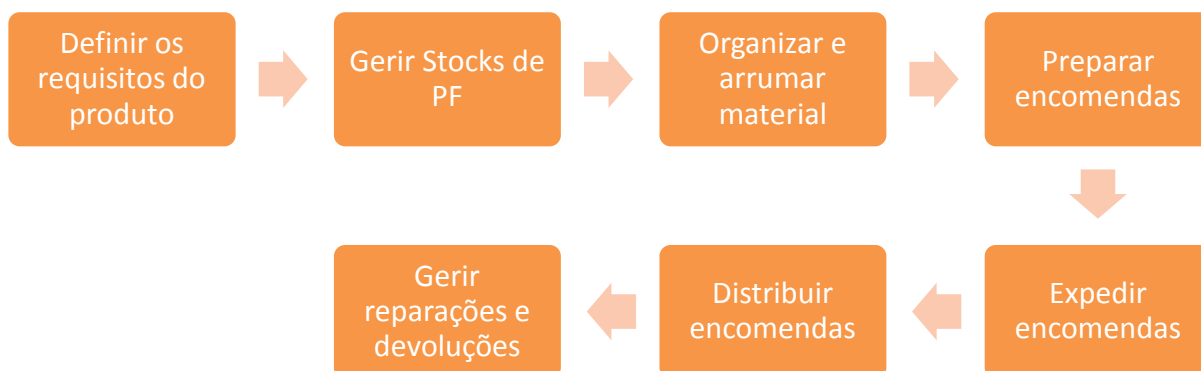 Definir os
requisitos do
produto
Gerir Stocks de
PF
Organizar e
arrumar
material
Preparar
encomendas
Expedir
encomendas
Distribuir
encomendas
Gerir
reparações e
devoluções